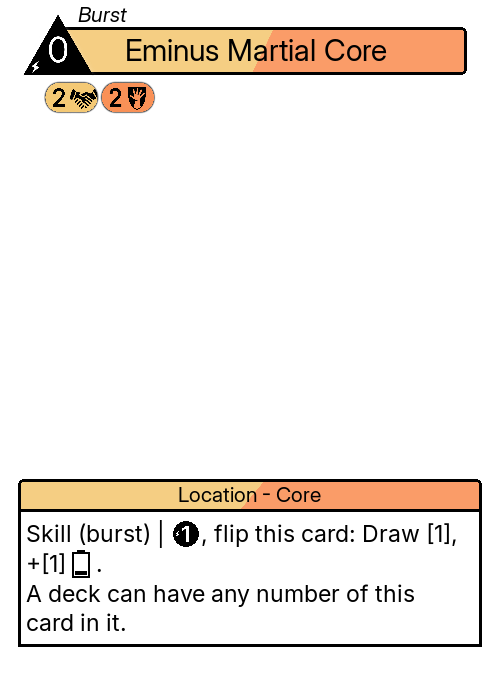 Burst
0 Eminus Martial Core
2 2
Location - Core
Skill (burst) | 1, flip this card: Draw [1],
+[1] .
A deck can have any number of this
card in it.